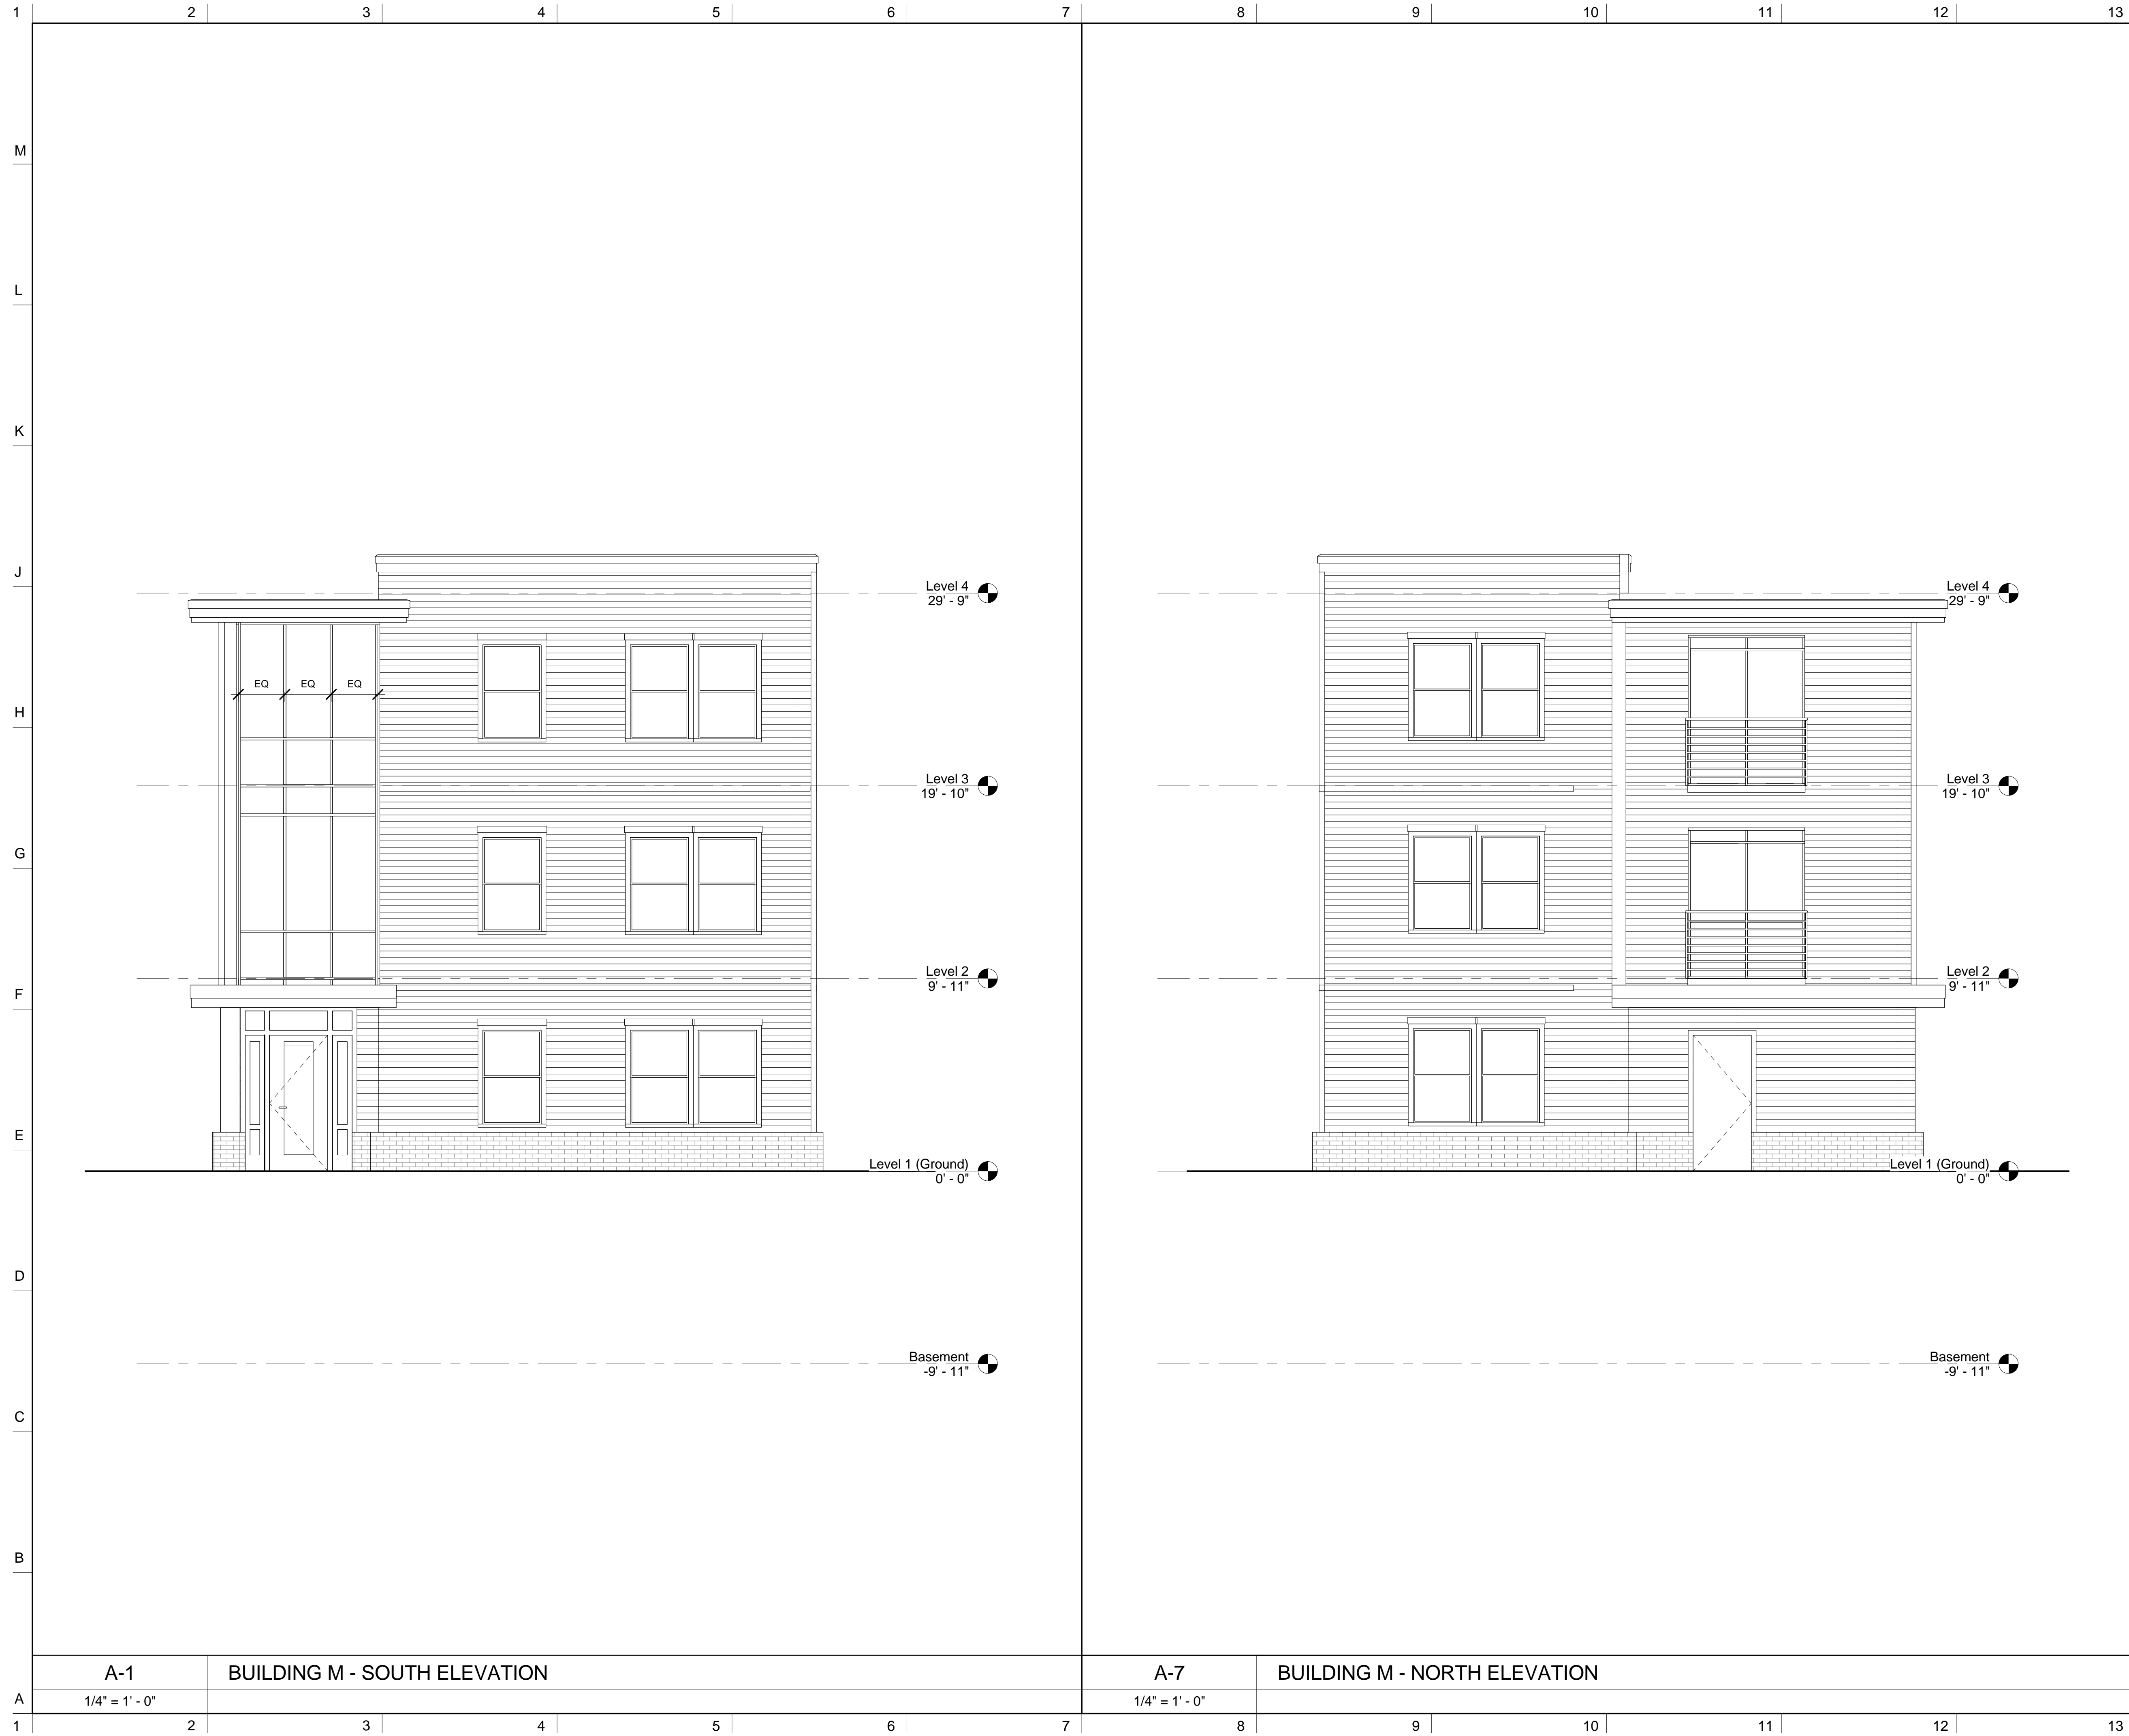 1 2 3 4 5 6 7 8 9 10 11 12 13
M
L
K
J
H
G
F
E
D
C
B
A
Level 4
29' - 9"
EQ EQ EQ
Level 3
19' - 10"
Level 2
9' - 11"
Level 1 (Ground)
0' - 0"
Basement
-9' - 11"
A-1
BUILDING M - SOUTH ELEVATION
1/4" = 1' - 0"
Level 4
29' - 9"
Level 3
19' - 10"
Level 2
9' - 11"
Level 1 (Ground)
0' - 0"
Basement
-9' - 11"
A-7
BUILDING M - NORTH ELEVATION
1/4" = 1' - 0"
1 2 3 4 5 6 7 8 9 10 11 12 13